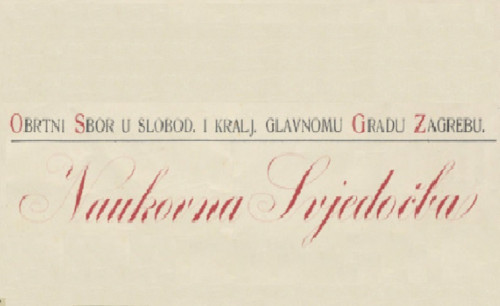 OBRTNI SBOR U SLOBOD. I KRALJ. GLAVNOMU GRADU ZAGREBU.
Naukovna Svjedočba